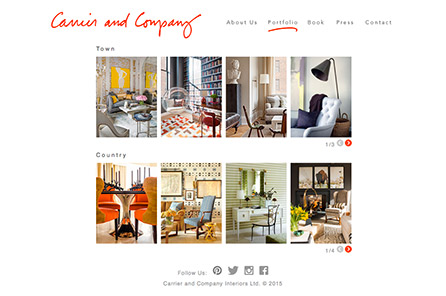 Carrier and Company
About Us Portfolio Book Press Contact
Town
1/3
Country
1/4
Follow Us:
Carrier and Company Interiors Ltd. © 2015